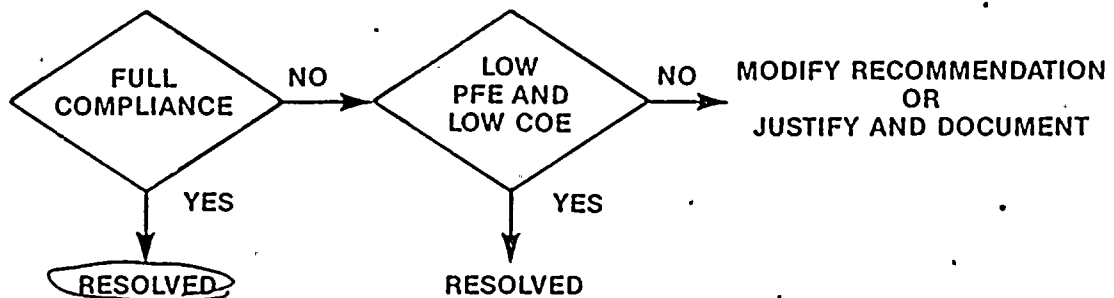 FULL
COMPLIANCE
NO
LOW
PFE AND
LOW COE
NO
MODIFY RECOMMENDATION
OR
JUSTIFY AND DOCUMENT
YES
YES
RESOLVED
RESOLVED